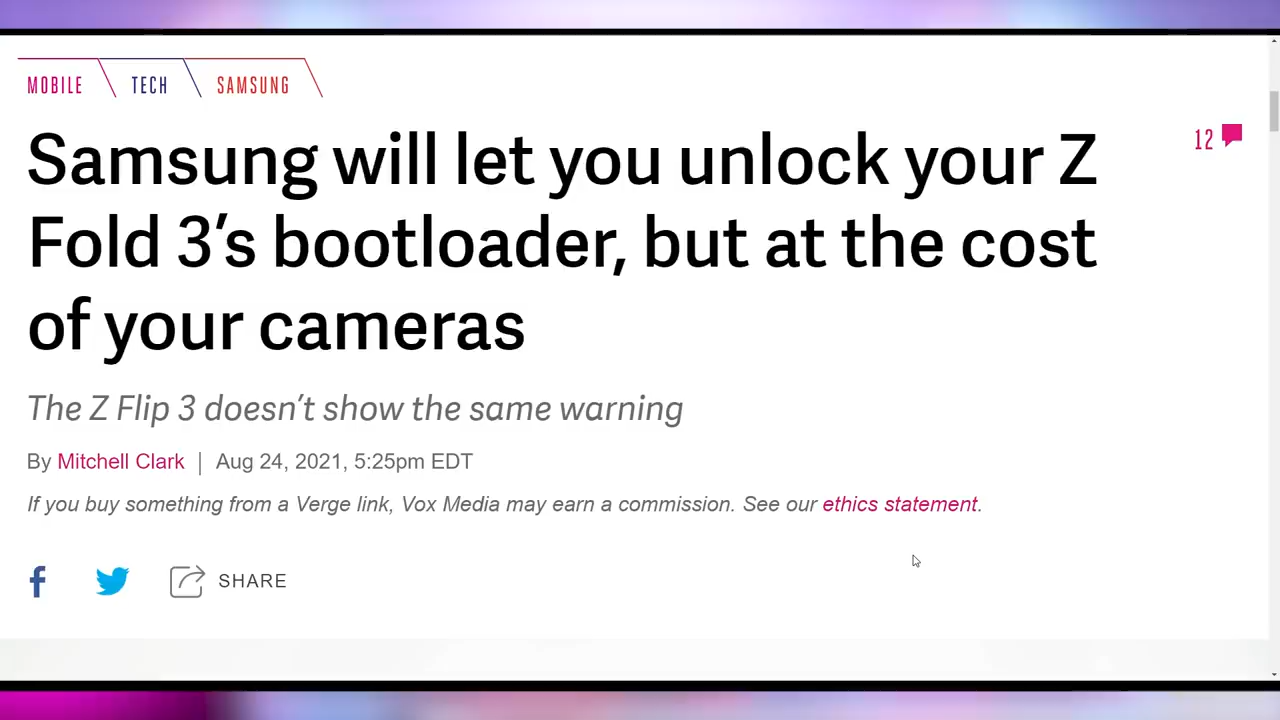 MOBILE TECH SAMSUNG
Samsung will let you unlock your Z
Fold 3’s bootloader, but at the cost
of your cameras
12
The Z Flip 3 doesn’t show the same warning
By Mitchell Clark | Aug 24, 2021, 5:25pm EDT
If you buy something from a Verge link, Vox Media may earn a commission. See our ethics statement.
SHARE